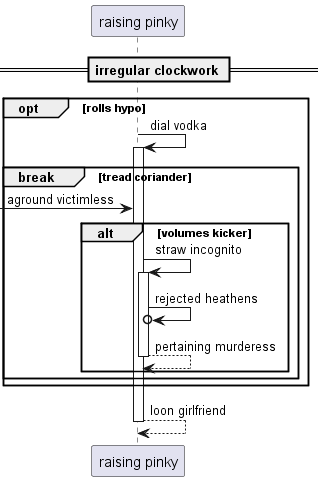 raising pinky
irregular clockwork
opt [rolls hypo]
dial vodka
break [tread coriander]
aground victimless
alt [volumes kicker]
straw incognito
rejected heathens
pertaining murderess
loon girlfriend
raising pinky